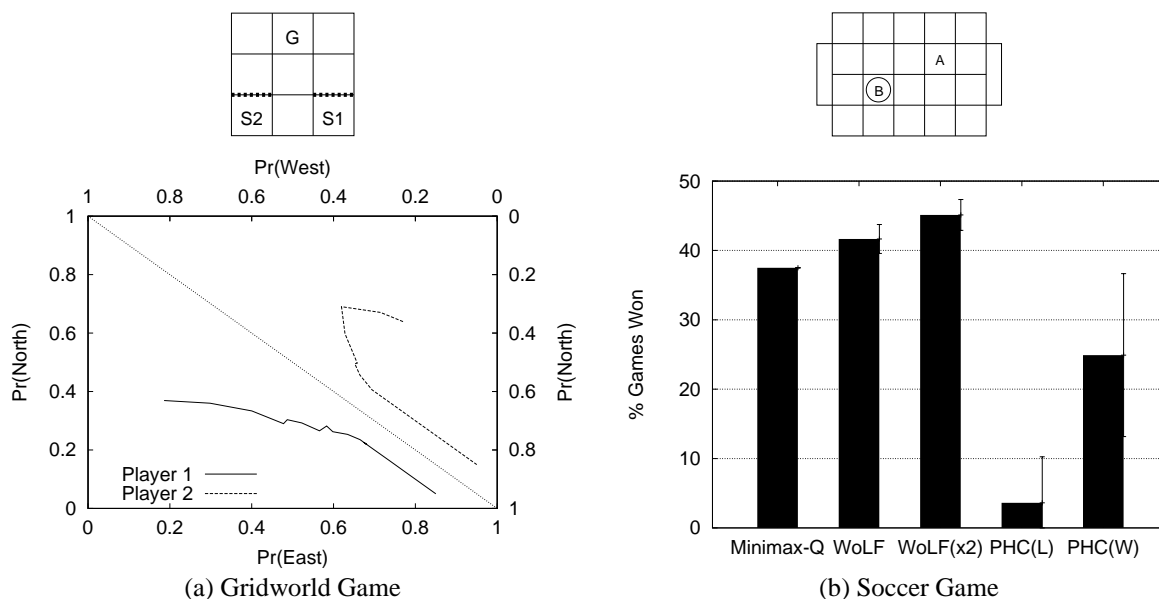 G
S2 S1
Pr(West)
1 0.8 0.6 0.4 0.2 0
1 0
0.8 0.2
0.6 0.4
0.4 0.6
0.2 0.8
0 1
Pr(North)
Pr(North)
Player 1
Player 2
0 0.2 0.4 0.6 0.8 1
Pr(East)
(a) Gridworld Game
A
B
50
40
30
20
10
0
% Games Won
Minimax-Q WoLF WoLF(x2) PHC(L) PHC(W)
(b) Soccer Game